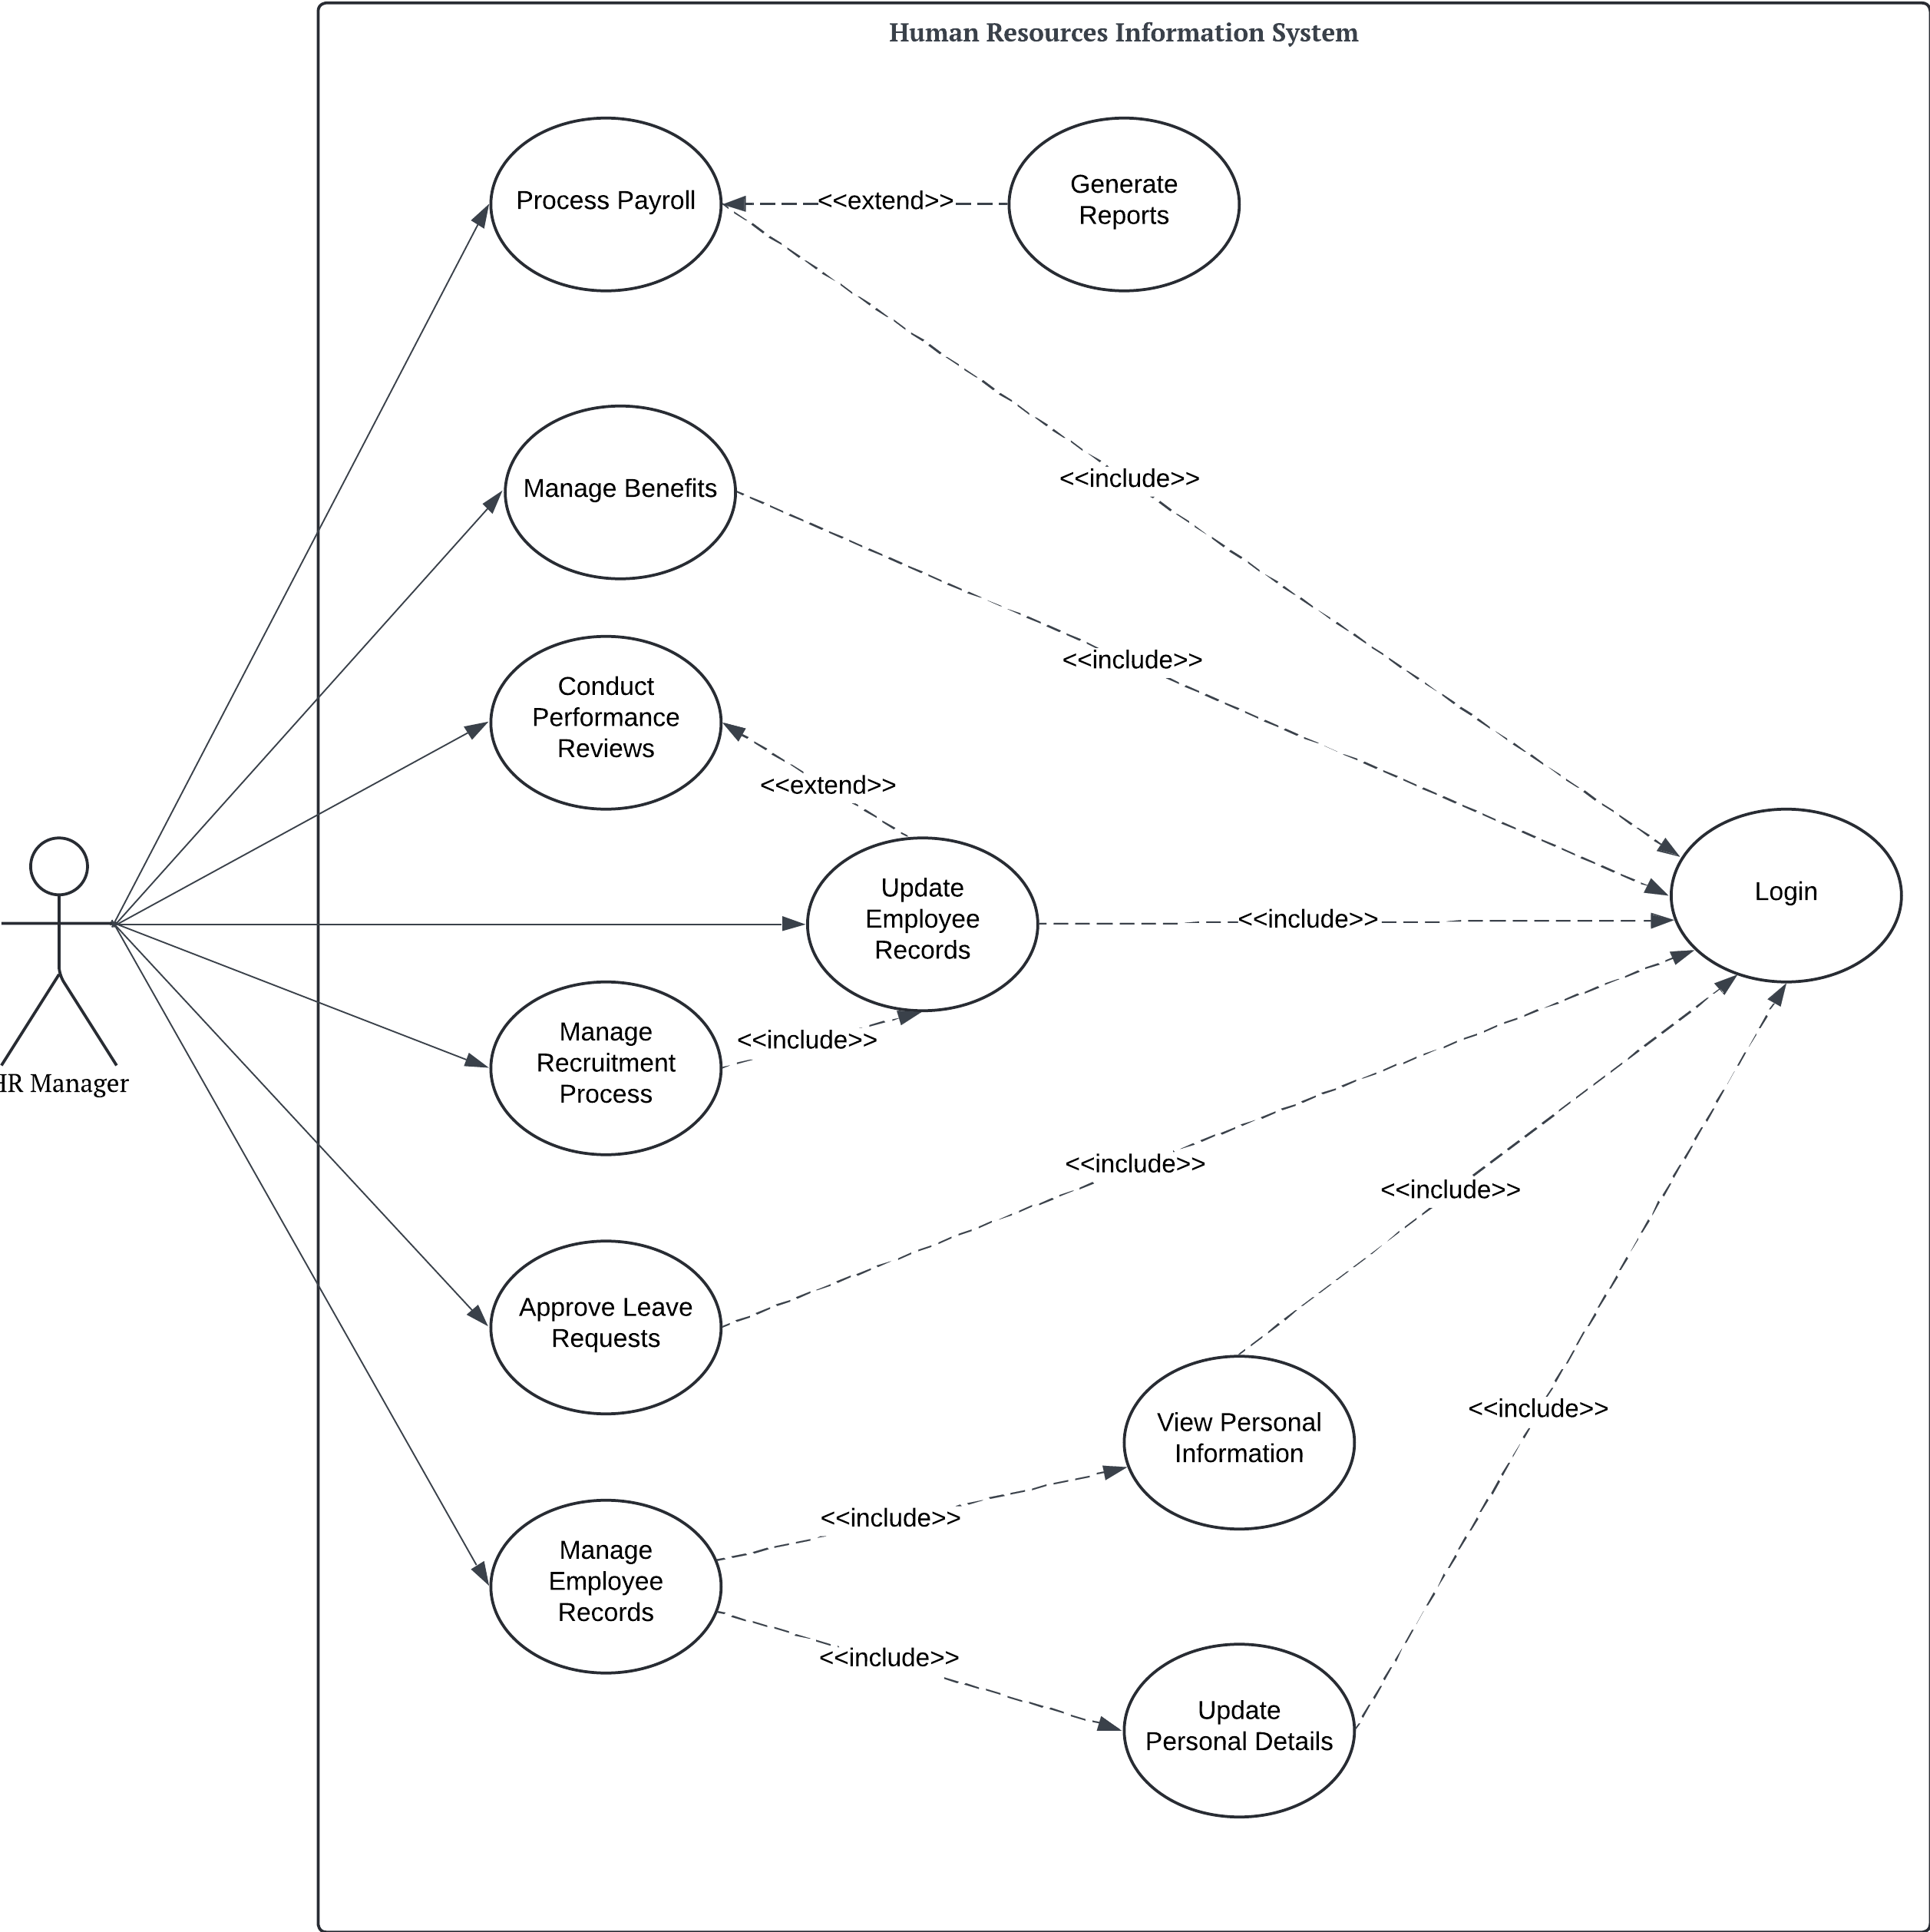 Human Resources Information System
Process Payroll
<<extend>>
Generate
Reports
<<include>>
Manage Benefits
<<include>>
Conduct
Performance
Reviews
<<extend>>
Update
Employee
Records
<<include>>
Login
HR Manager
Manage
Recruitment
Process
<<include>>
<<include>>
<<include>>
Approve Leave
Requests
View Personal
Information
<<include>>
<<include>>
Manage
Employee
Records
<<include>>
Update
Personal Details